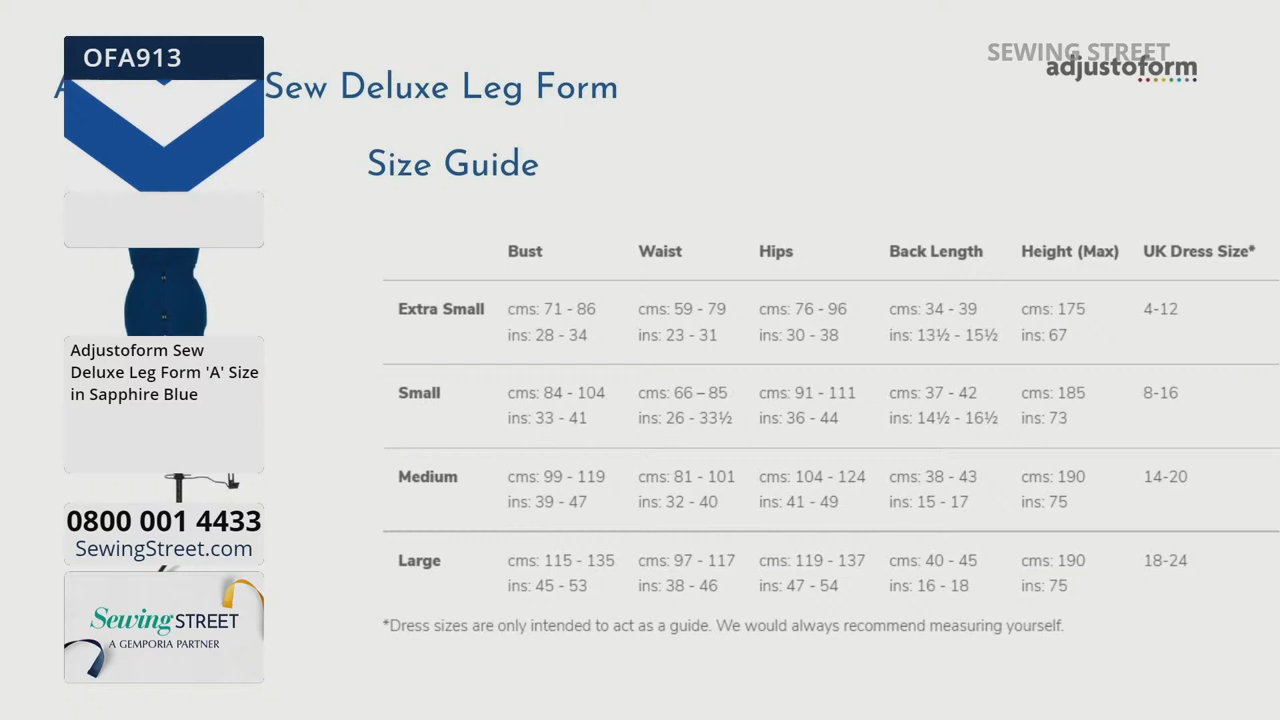 OFA913
SEWING STREET
adjustoform
Sew Deluxe Leg Form
Size Guide
Bust Waist Hips Back Length Height (Max) UK Dress Size*
Extra Small cms: 71 - 86 cms: 59 - 79 cms: 76 - 96 cms: 34 - 39 cms: 175 4-12
ins: 28 - 34 ins: 23 - 31 ins: 30 - 38 ins: 13½ - 15½ ins: 67
Small cms: 84 - 104 cms: 66 – 85 cms: 91 - 111 cms: 37 - 42 cms: 185 8-16
ins: 33 - 41 ins: 26 - 33½ ins: 36 - 44 ins: 14½ - 16½ ins: 73
Medium cms: 99 - 119 cms: 81 - 101 cms: 104 - 124 cms: 38 - 43 cms: 190 14-20
ins: 39 - 47 ins: 32 - 40 ins: 41 - 49 ins: 15 - 17 ins: 75
Large cms: 115 - 135 cms: 97 - 117 cms: 119 - 137 cms: 40 - 45 cms: 190 18-24
ins: 45 - 53 ins: 38 - 46 ins: 47 - 54 ins: 16 - 18 ins: 75
*Dress sizes are only intended to act as a guide. We would always recommend measuring yourself.
Adjustoform Sew
Deluxe Leg Form 'A' Size
in Sapphire Blue
0800 001 4433
SewingStreet.com
Sewing STREET
A GEMPORIA PARTNER